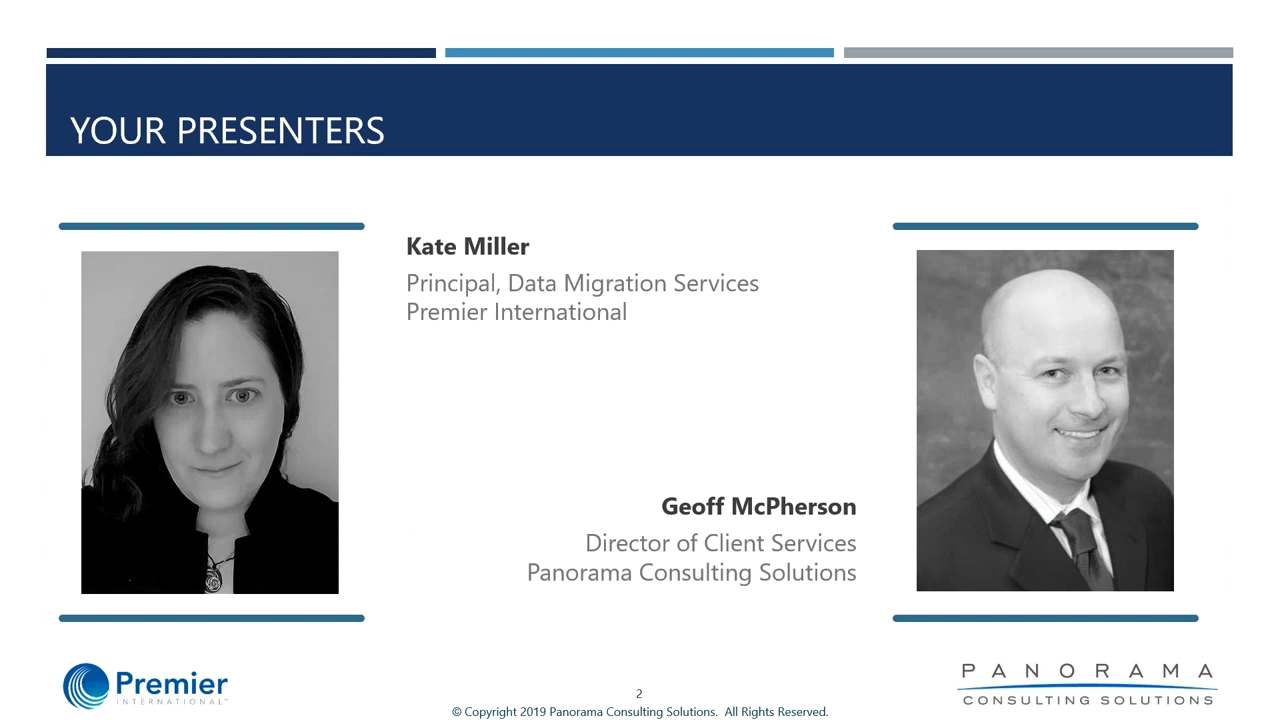 YOUR PRESENTERS
Kate Miller
Principal, Data Migration Services
Premier International
Geoff McPherson
Director of Client Services
Panorama Consulting Solutions
Premier
INTERNATIONAL™
PANORAMA
CONSULTING SOLUTIONS
2
© Copyright 2019 Panorama Consulting Solutions. All Rights Reserved.